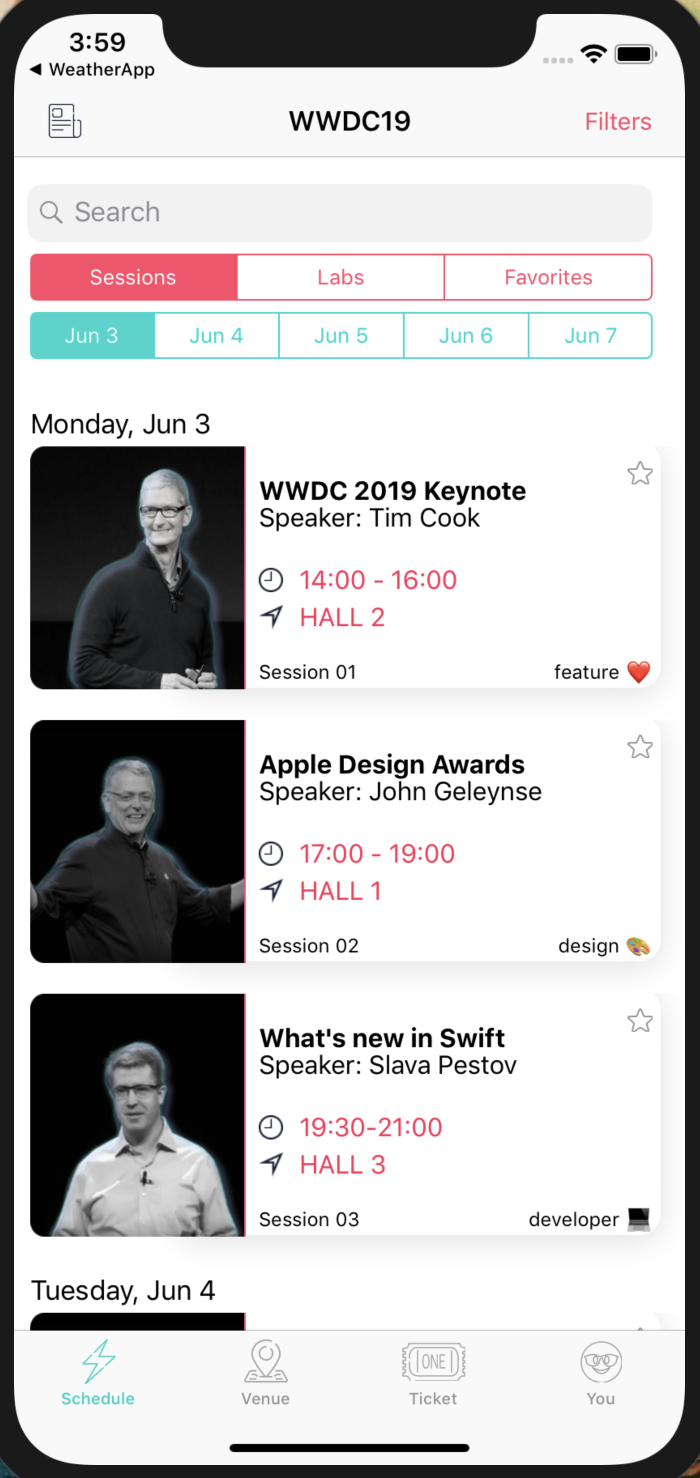 3:59
◀ WeatherApp
WWDC19
Filters
Search
Sessions Labs Favorites
Jun 3 Jun 4 Jun 5 Jun 6 Jun 7
Monday, Jun 3
WWDC 2019 Keynote
Speaker: Tim Cook
14:00 - 16:00
HALL 2
Session 01 feature ❤️
Apple Design Awards
Speaker: John Geleynse
17:00 - 19:00
HALL 1
Session 02 design 🎨
What's new in Swift
Speaker: Slava Pestov
19:30-21:00
HALL 3
Session 03 developer 💻
Tuesday, Jun 4
ONE
Schedule Venue Ticket You